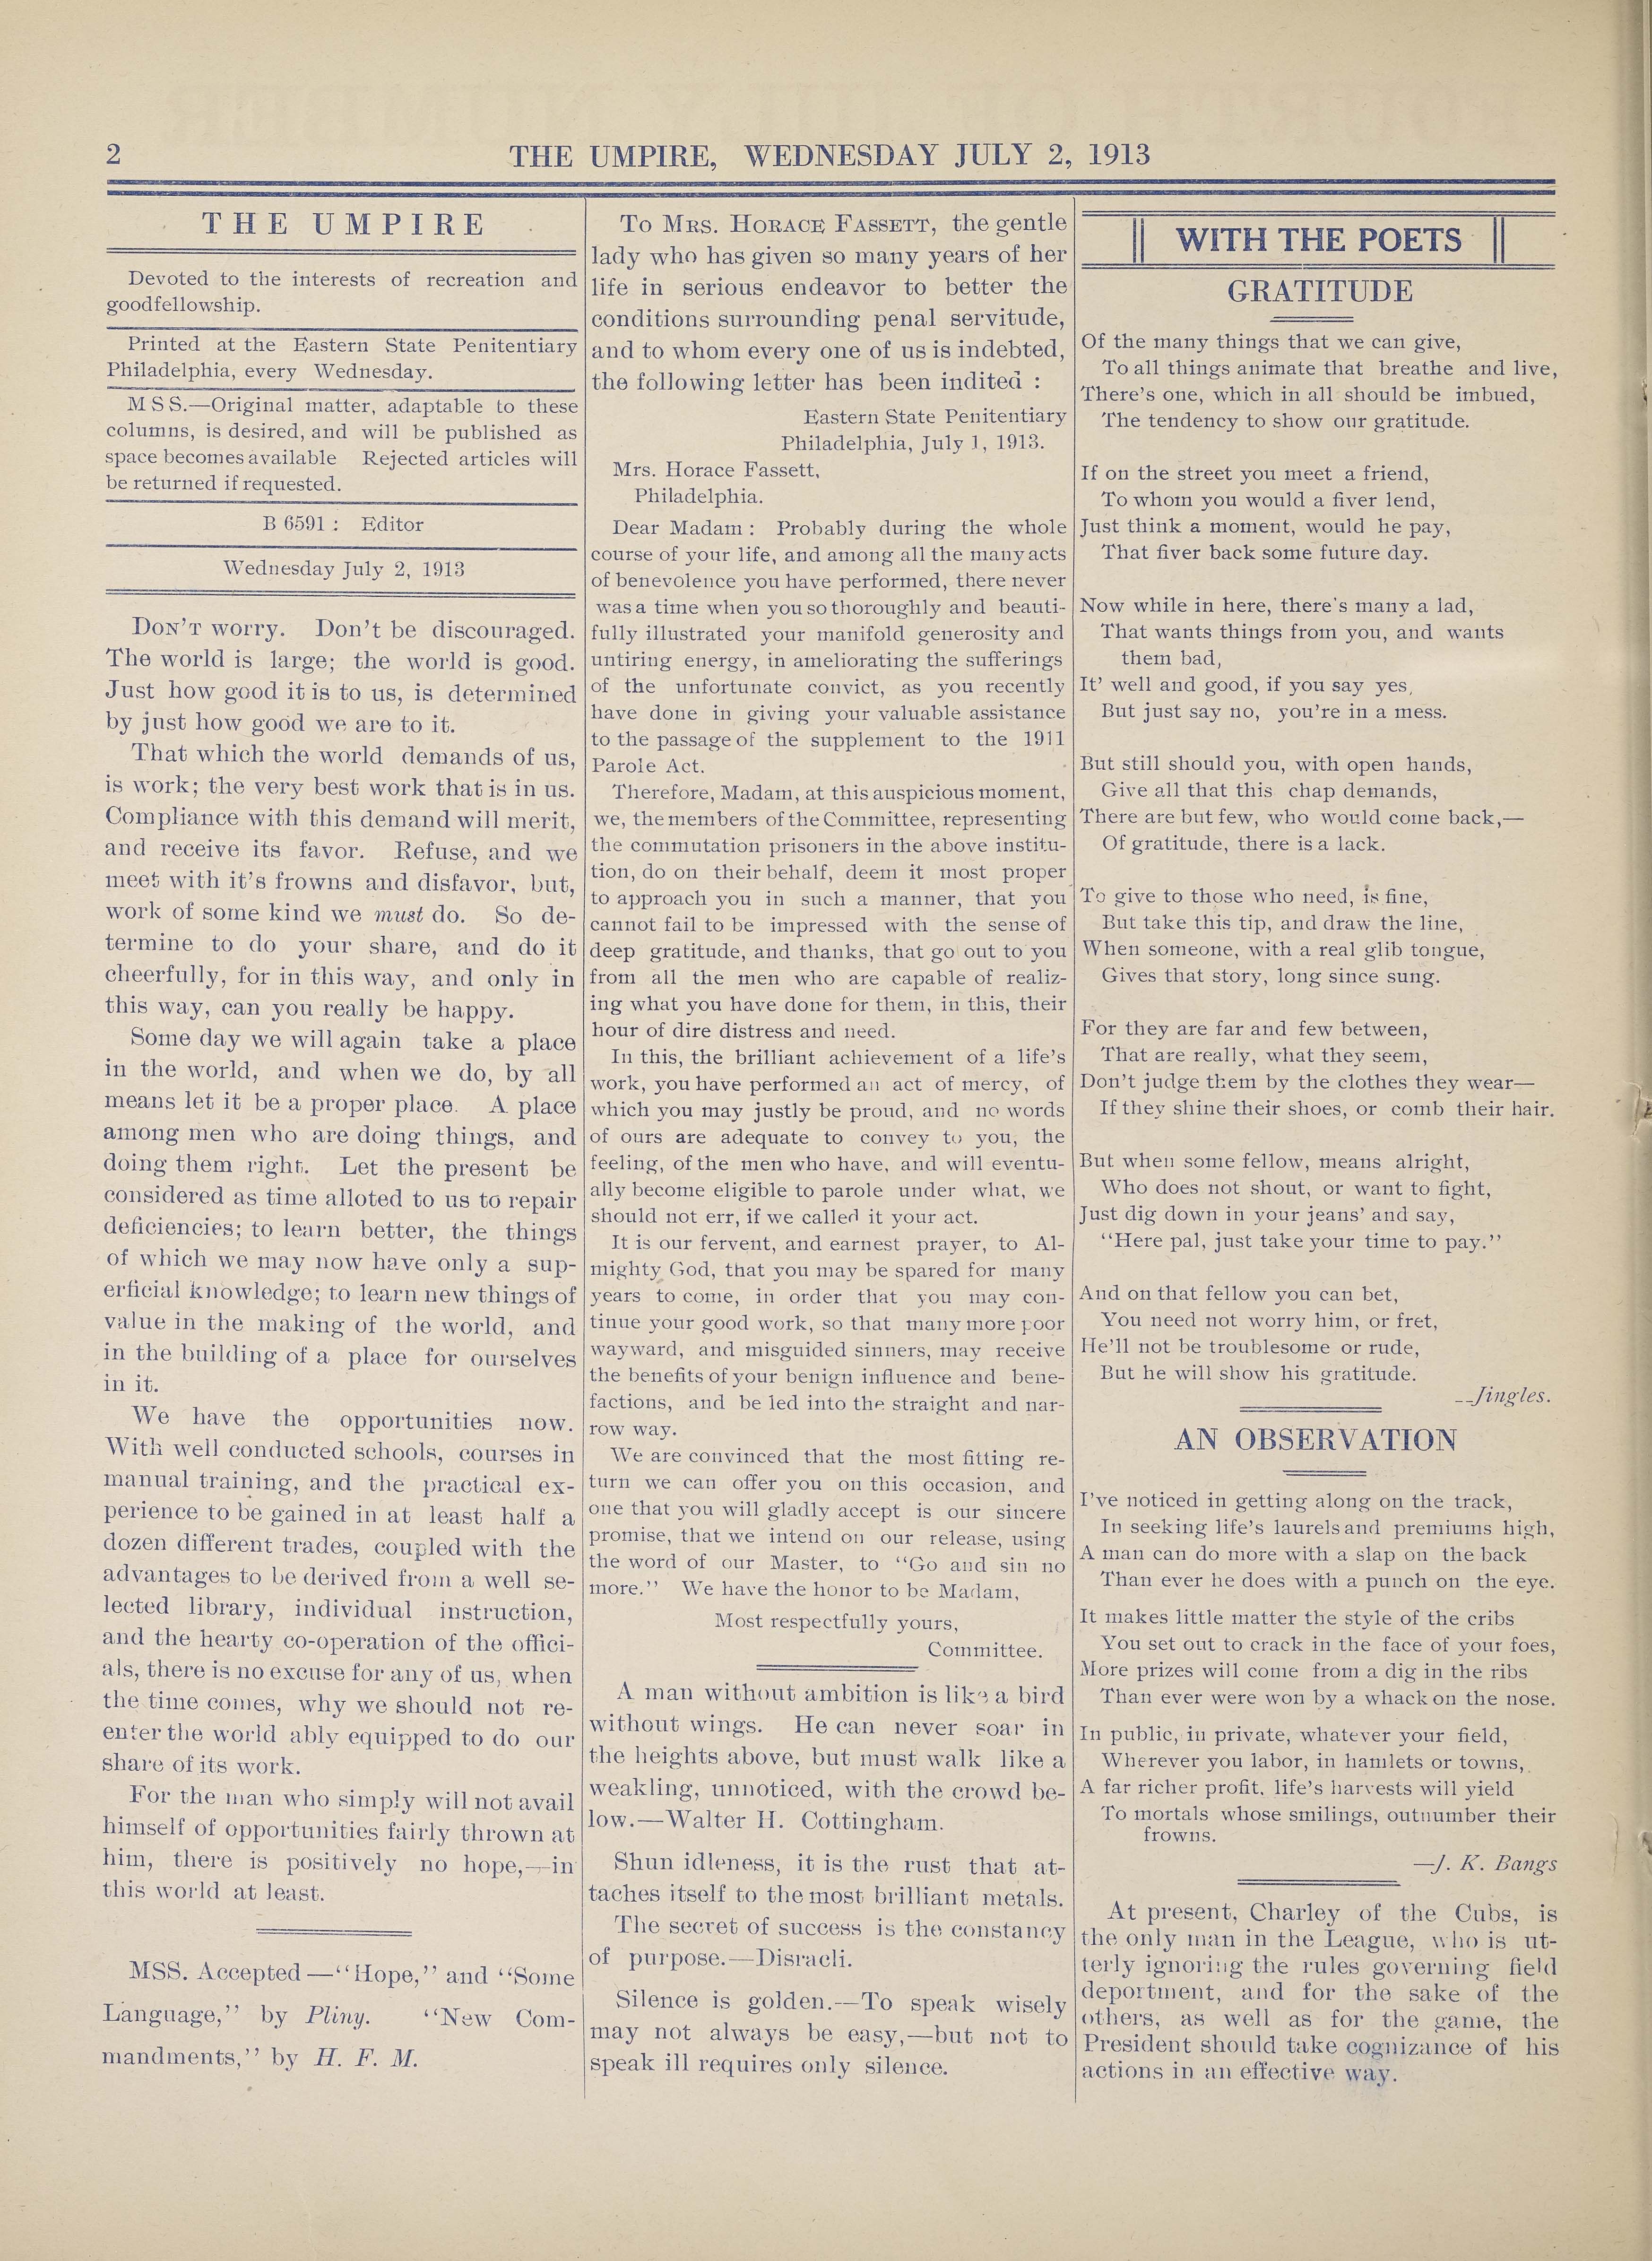 2
THE UMPIRE, WEDNESDAY JULY 2, 1913
THE UMPIRE
Devoted to the interests of recreation and
goodfellowship.
Printed at the Eastern State Penitentiary
Philadelphia, every Wednesday.
MSS.—Original matter, adaptable to these
columns, is desired, and will be published as
space becomes available Rejected articles will
be returned if requested.
B 6591 : Editor
Wednesday July 2, 1913
DON'T worry. Don't be discouraged.
The world is large; the world is good.
Just how good it is to us, is determined
by just how good we are to it.
That which the world demands of us,
is work; the very best work that is in us.
Compliance with this demand will merit,
and receive its favor. Refuse, and we
meet with it's frowns and disfavor, but,
work of some kind we must do. So de-
termine to do your share, and do it
cheerfully, for in this way, and only in
this way, can you really be happy.
Some day we will again take a place
in the world, and when we do, by all
means let it be a proper place. A place
among men who are doing things, and
doing them right. Let the present be
considered as time alloted to us to repair
deficiencies; to learn better, the things
of which we may now have only a sup-
erficial knowledge; to learn new things of
value in the making of the world, and
in the building of a place for ourselves
in it.
We have the opportunities now.
With well conducted schools, courses in
manual training, and the practical ex-
perience to be gained in at least half a
dozen different trades, coupled with the
advantages to be derived from a well se-
lected library, individual instruction,
and the hearty co-operation of the offici-
als, there is no excuse for any of us, when
the time comes, why we should not re-
enter the world ably equipped to do our
share of its work.
For the man who simply will not avail
himself of opportunities fairly thrown at
him, there is positively no hope,—in
this world at least.
MSS. Accepted—"Hope," and "Some
Language," by Pliny. "New Com-
mandments," by H. F. M.
To MRS. HORACE FASSETT, the gentle
lady who has given so many years of her
life in serious endeavor to better the
conditions surrounding penal servitude,
and to whom every one of us is indebted,
the following letter has been indited :
Eastern State Penitentiary
Philadelphia, July 1, 1913.
Mrs. Horace Fassett,
Philadelphia.
Dear Madam : Probably during the whole
course of your life, and among all the many acts
of benevolence you have performed, there never
was a time when you so thoroughly and beauti-
fully illustrated your manifold generosity and
untiring energy, in ameliorating the sufferings
of the unfortunate convict, as you recently
have done in giving your valuable assistance
to the passage of the supplement to the 1911
Parole Act.
Therefore, Madam, at this auspicious moment,
we, the members of the Committee, representing
the commutation prisoners in the above institu-
tion, do on their behalf, deem it most proper
to approach you in such a manner, that you
cannot fail to be impressed with the sense of
deep gratitude, and thanks, that go out to you
from all the men who are capable of realiz-
ing what you have done for them, in this, their
hour of dire distress and need.
In this, the brilliant achievement of a life's
work, you have performed an act of mercy, of
which you may justly be proud, and no words
of ours are adequate to convey to you, the
feeling, of the men who have, and will eventu-
ally become eligible to parole under what, we
should not err, if we called it your act.
It is our fervent, and earnest prayer, to Al-
mighty God, that you may be spared for many
years to come, in order that you may con-
tinue your good work, so that many more poor
wayward, and misguided sinners, may receive
the benefits of your benign influence and bene-
factions, and be led into the straight and nar-
row way.
We are convinced that the most fitting re-
turn we can offer you on this occasion, and
one that you will gladly accept is our sincere
promise, that we intend on our release, using
the word of our Master, to "Go and sin no
more." We have the honor to be Madam,
Most respectfully yours,
Committee.
A man without ambition is like a bird
without wings. He can never soar in
the heights above, but must walk like a
weakling, unnoticed, with the crowd be-
low.—Walter H. Cottingham.
Shun idleness, it is the rust that at-
taches itself to the most brilliant metals.
The secret of success is the constancy
of purpose.—Disraeli.
Silence is golden.—To speak wisely
may not always be easy,—but not to
speak ill requires only silence.
WITH THE POETS
GRATITUDE
Of the many things that we can give,
To all things animate that breathe and live,
There's one, which in all should be imbued,
The tendency to show our gratitude.
If on the street you meet a friend,
To whom you would a fiver lend,
Just think a moment, would he pay,
That fiver back some future day.
Now while in here, there's many a lad,
That wants things from you, and wants
them bad,
It' well and good, if you say yes,
But just say no, you're in a mess.
But still should you, with open hands,
Give all that this chap demands,
There are but few, who would come back,—
Of gratitude, there is a lack.
To give to those who need, is fine,
But take this tip, and draw the line,
When someone, with a real glib tongue,
Gives that story, long since sung.
For they are far and few between,
That are really, what they seem,
Don't judge them by the clothes they wear—
If they shine their shoes, or comb their hair.
But when some fellow, means alright,
Who does not shout, or want to fight,
Just dig down in your jeans' and say,
"Here pal, just take your time to pay."
And on that fellow you can bet,
You need not worry him, or fret,
He'll not be troublesome or rude,
But he will show his gratitude.
—Jingles.
AN OBSERVATION
I've noticed in getting along on the track,
In seeking life's laurels and premiums high,
A man can do more with a slap on the back
Than ever he does with a punch on the eye.
It makes little matter the style of the cribs
You set out to crack in the face of your foes,
More prizes will come from a dig in the ribs
Than ever were won by a whack on the nose.
In public, in private, whatever your field,
Wherever you labor, in hamlets or towns,
A far richer profit, life's harvests will yield
To mortals whose smilings, outnumber their
frowns.
—J. K. Bangs
At present, Charley of the Cubs, is
the only man in the League, who is ut-
terly ignoring the rules governing field
deportment, and for the sake of the
others, as well as for the game, the
President should take cognizance of his
actions in an effective way.